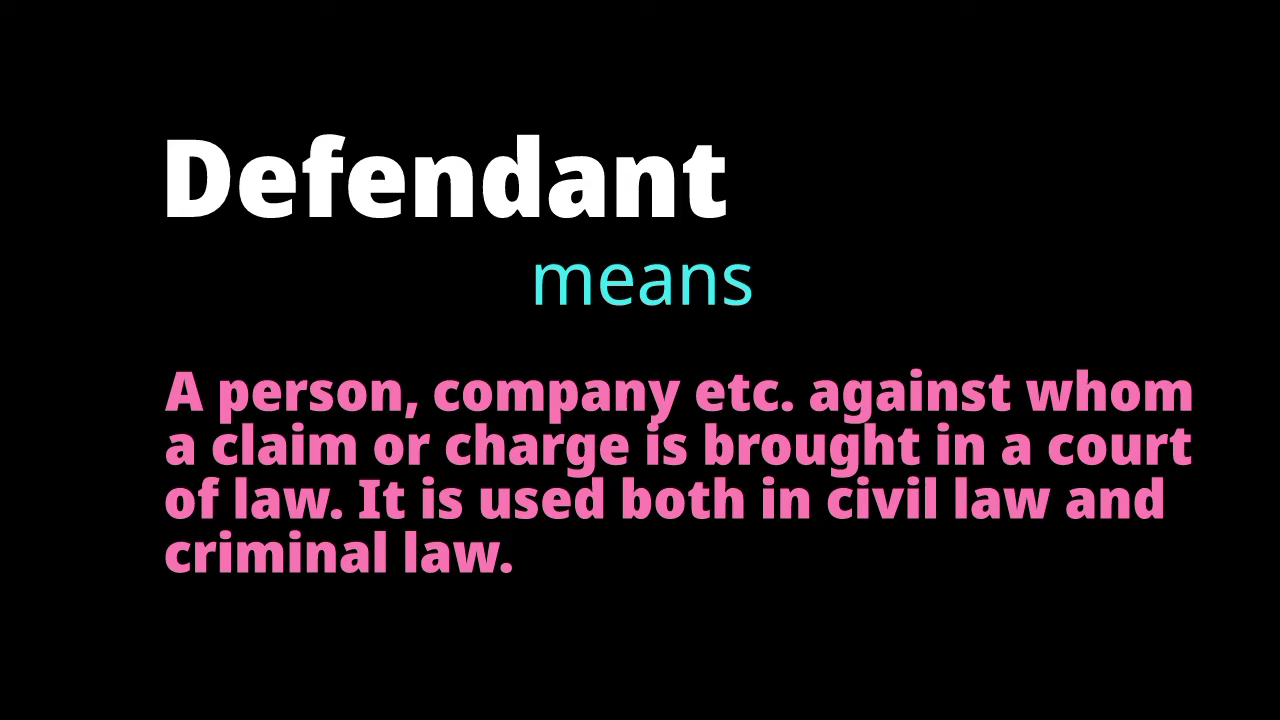 Defendant
means
A person, company etc. against whom
a claim or charge is brought in a court
of law. It is used both in civil law and
criminal law.